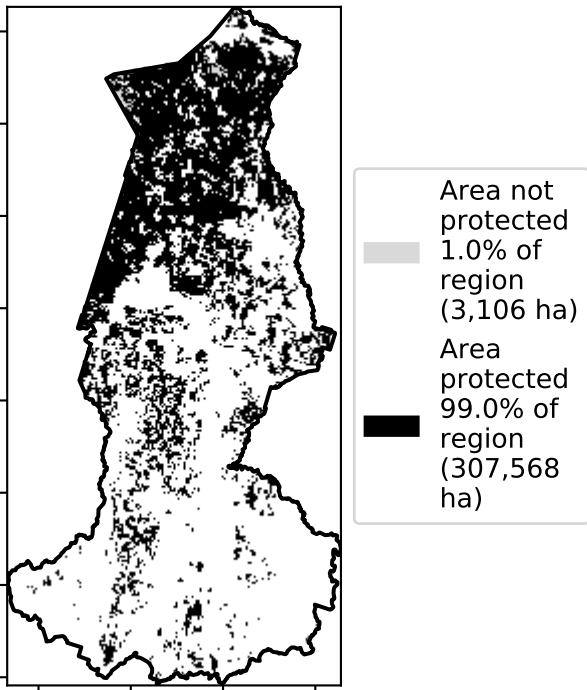 Area not
protected
1.0% of
region
(3,106 ha)
Area
protected
99.0% of
region
(307,568
ha)